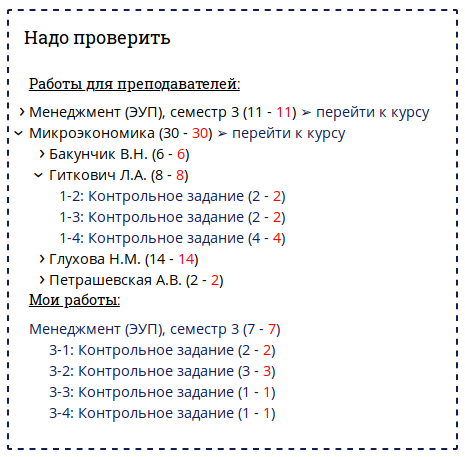 Надо проверить
Работы для преподавателей:
Менеджмент (ЭУП), семестр 3 (11 - 11) ➢ перейти к курсу
Микроэкономика (30 - 30) ➢ перейти к курсу
Бакунчик В.Н. (6 - 6)
Гиткович Л.А. (8 - 8)
1-2: Контрольное задание (2 - 2)
1-3: Контрольное задание (2 - 2)
1-4: Контрольное задание (4 - 4)
Глухова Н.М. (14 - 14)
Петрашевская А.В. (2 - 2)
Мои работы:
Менеджмент (ЭУП), семестр 3 (7 - 7)
3-1: Контрольное задание (2 - 2)
3-2: Контрольное задание (3 - 3)
3-3: Контрольное задание (1 - 1)
3-4: Контрольное задание (1 - 1)